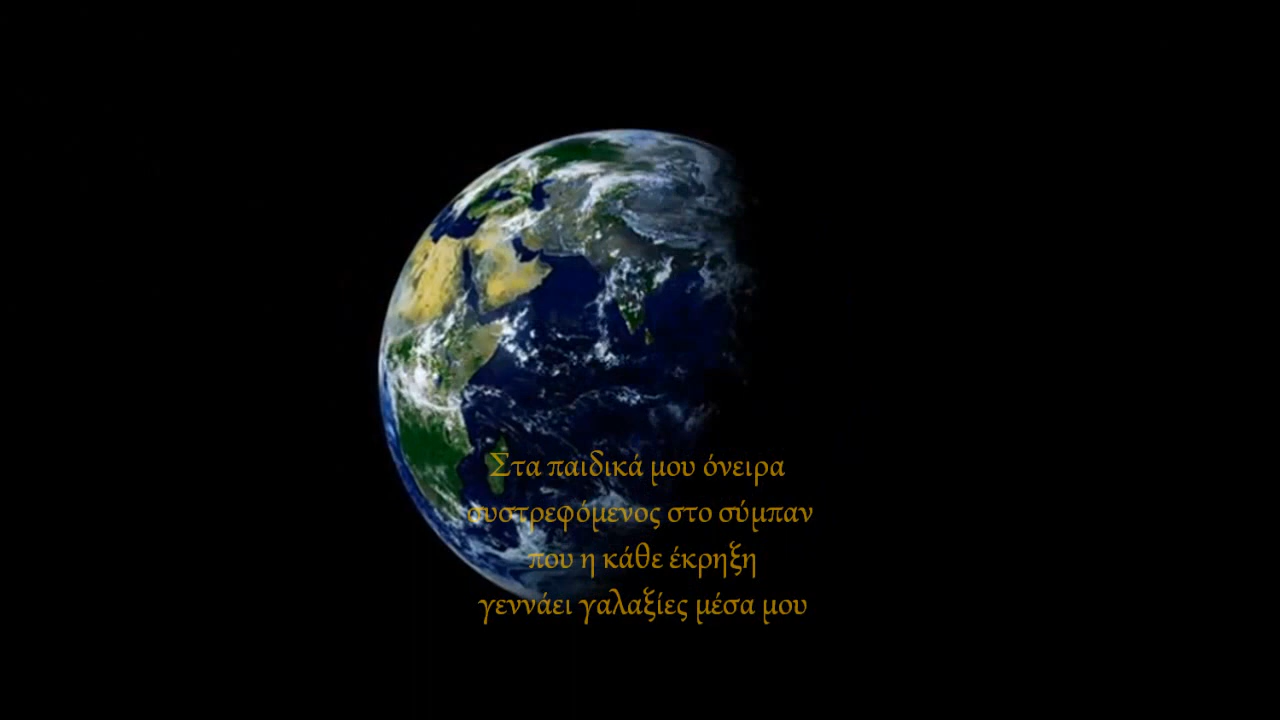 Στα παιδικά μου όνειρα
συστρεφόμενος στο σύμπαν
που η κάθε έκρηξη
γεννάει γαλαξίες μέσα μου